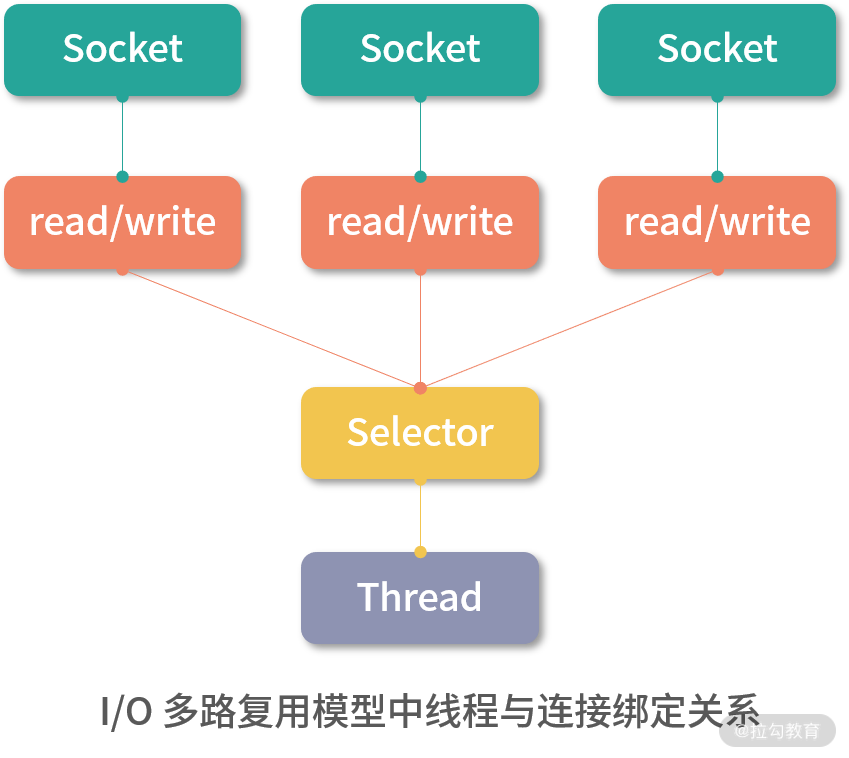 Socket
Socket
Socket
read/write
read/write
read/write
Selector
Thread
I/O 多路复用模型中线程与连接绑定关系
@拉勾教育